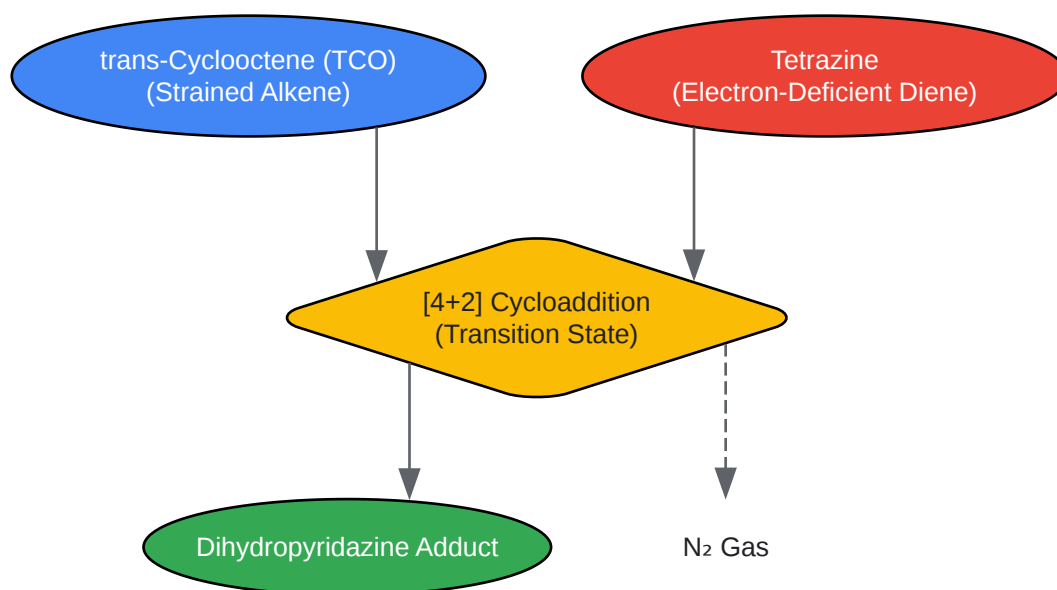 trans-Cyclooctene (TCO)
(Strained Alkene)
Tetrazine
(Electron-Deficient Diene)
[4+2] Cycloaddition
(Transition State)
Dihydropyridazine Adduct
N₂ Gas